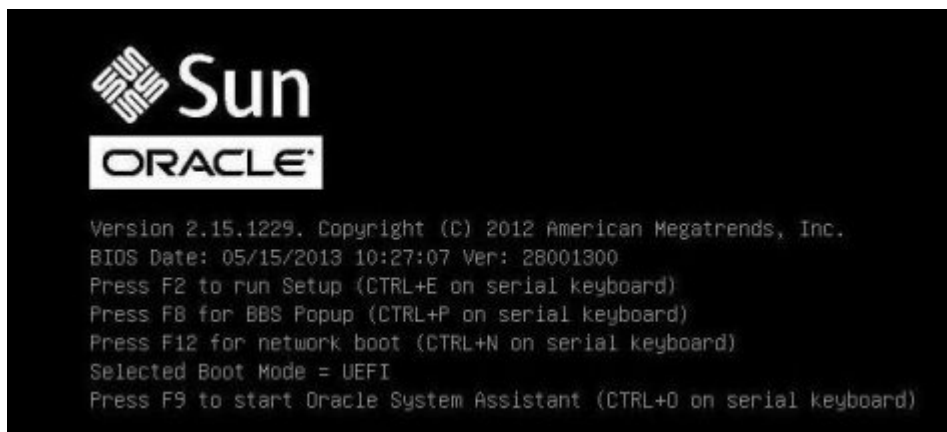 Sun
ORACLE
Version 2.15.1229. Copyright (C) 2012 American Megatrends, Inc.
BIOS Date: 05/15/2013 10:27:07 Ver: 28001300
Press F2 to run Setup (CTRL+E on serial keyboard)
Press F8 for BBS Popup (CTRL+P on serial keyboard)
Press F12 for network boot (CTRL+N on serial keyboard)
Selected Boot Mode = UEFI
Press F9 to start Oracle System Assistant (CTRL+O on serial keyboard)